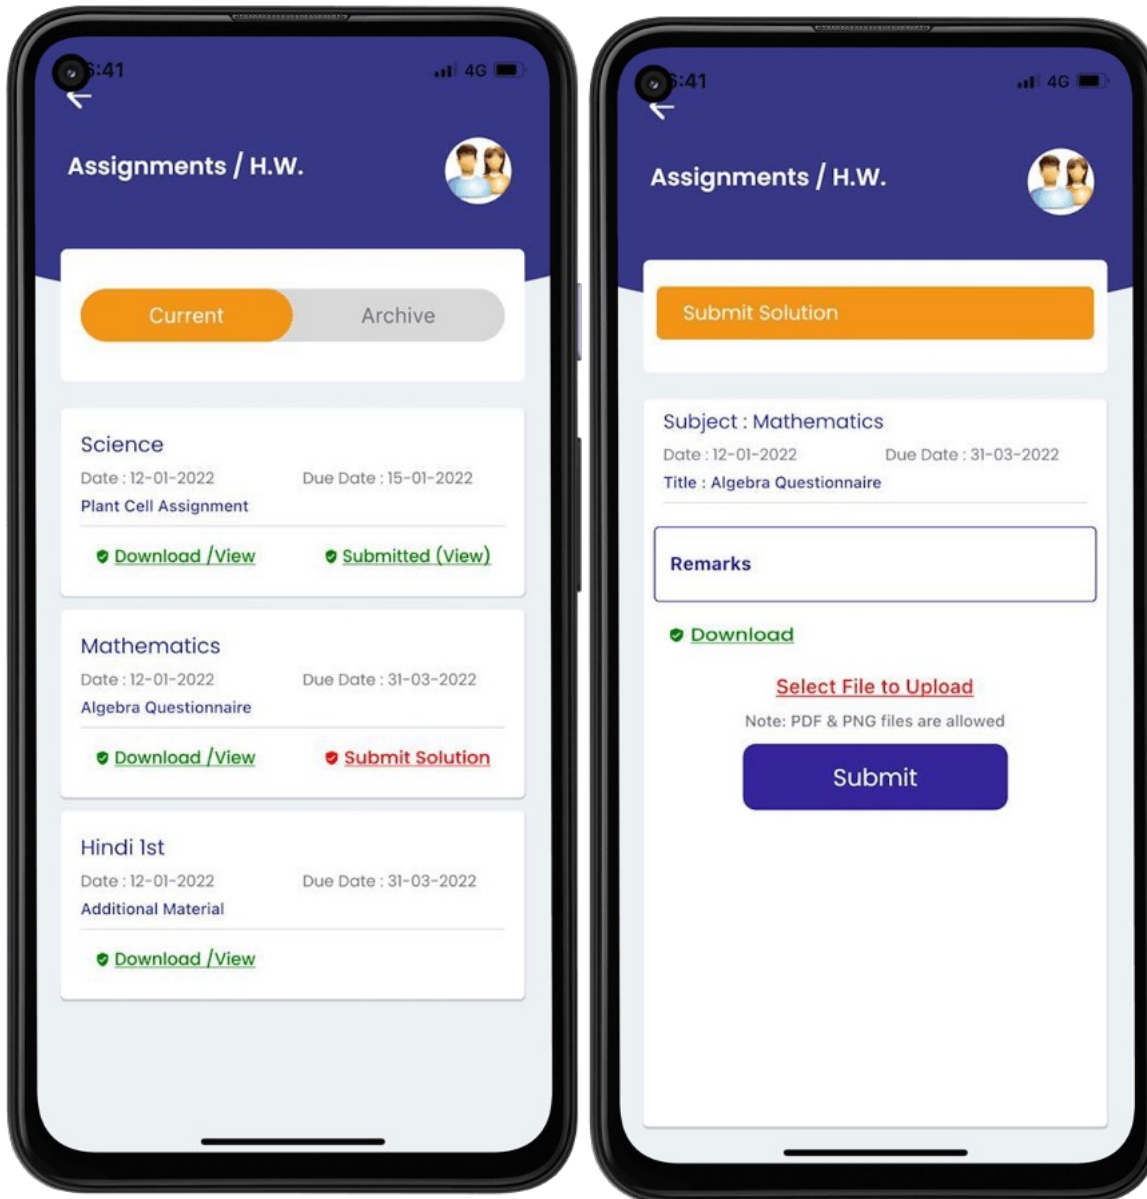 :41 4G
Assignments / H.W.
Current Archive
Science
Date : 12-01-2022 Due Date : 15-01-2022
Plant Cell Assignment
Download /View Submitted (View)
Mathematics
Date : 12-01-2022 Due Date : 31-03-2022
Algebra Questionnaire
Download /View Submit Solution
Hindi 1st
Date : 12-01-2022 Due Date : 31-03-2022
Additional Material
Download /View
:41 4G
Assignments / H.W.
Submit Solution
Subject : Mathematics
Date : 12-01-2022 Due Date : 31-03-2022
Title : Algebra Questionnaire
Remarks
Download
Select File to Upload
Note: PDF & PNG files are allowed
Submit